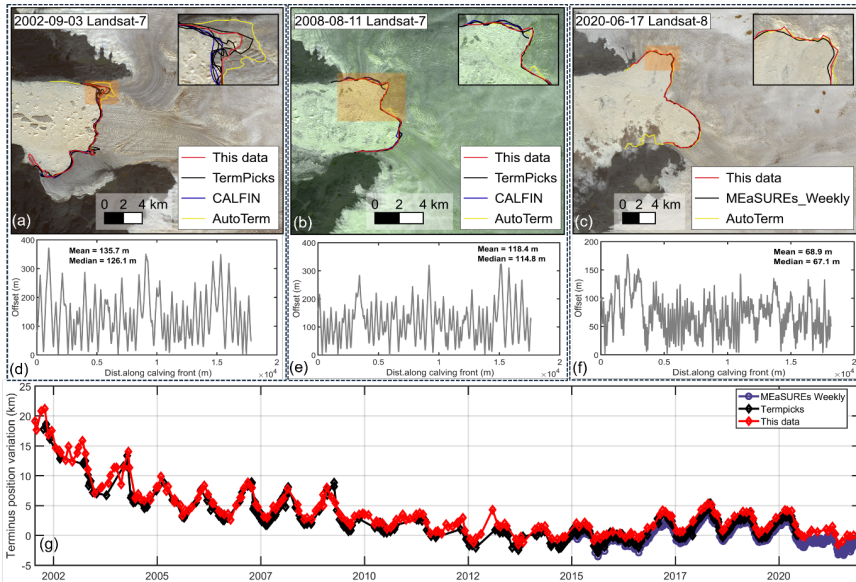 2002-09-03 Landsat-7
This data
TermPicks
CALFIN
AutoTerm
0 2 4 km
(a)
2008-08-11 Landsat-7
This data
TermPicks
CALFIN
AutoTerm
0 2 4 km
(b)
2020-06-17 Landsat-8
This data
MEaSUREs_Weekly
AutoTerm
0 2 4 km
(c)
Mean = 135.7 m
Median = 126.1 m
Offset (m)
400
300
200
100
0
0 0.5 1 1.5 2
Dist.along calving front (m)
×10⁴
(d)
Mean = 118.4 m
Median = 114.8 m
Offset (m)
400
300
200
100
0
0 0.5 1 1.5 2
Dist.along calving front (m)
×10⁴
(e)
Mean = 68.9 m
Median = 67.1 m
Offset (m)
200
150
100
50
0
0 0.5 1 1.5 2
Dist.along calving front (m)
×10⁴
(f)
Terminus position variation (km)
25
20
15
10
5
0
-5
MEaSUREs Weekly
Termpicks
This data
(g)
2002 2005 2007 2010 2012 2015 2017 2020